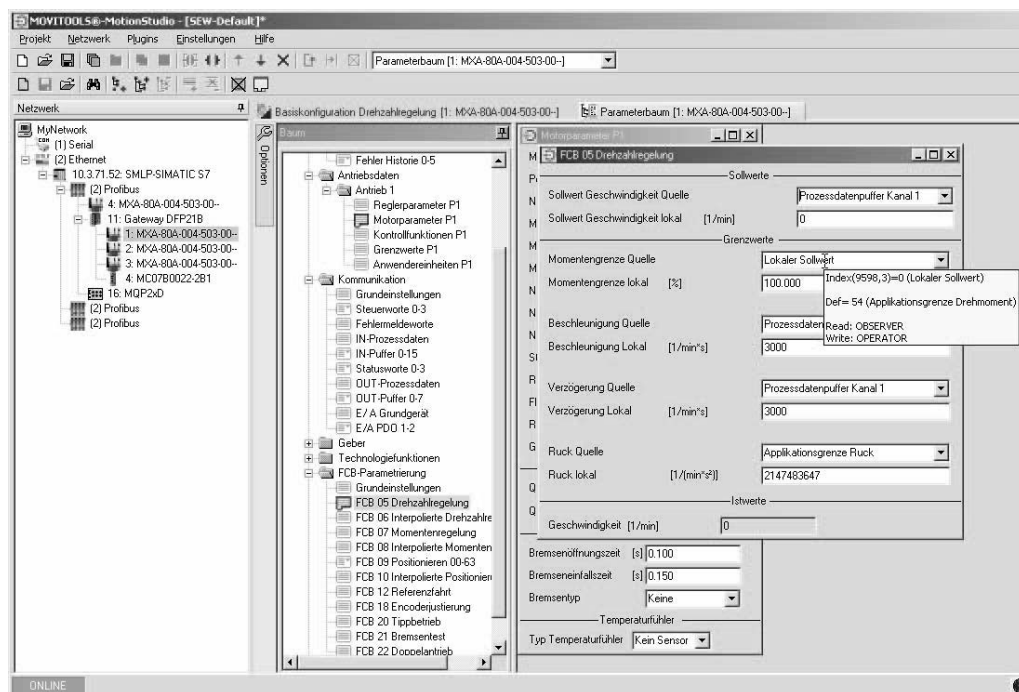 MOVITOOLS®-MotionStudio - [SEW-Default]*
Projekt Netzwerk Plugins Einstellungen Hilfe
Parameterbaum [1: MXA-80A-004-503-00--]
Netzwerk
MyNetwork
(1) Serial
(2) Ethernet
10.3.71.52: SMLP-SIMATIC S7
(2) Profibus
4: MXA-80A-004-503-00--
11: Gateway DFP21B
1: MXA-80A-004-503-00--
2: MXA-80A-004-503-00--
3: MXA-80A-004-503-00--
4: MC07B0022-2B1
16: MQP2xD
(2) Profibus
(2) Profibus
Basiskonfiguration Drehzahlregelung [1: MXA-80A-004-503-00--]
Parameterbaum [1: MXA-80A-004-503-00--]
Optionen
Baum
Fehler Historie 0-5
Antriebsdaten
Antrieb 1
Reglerparameter P1
Motorparameter P1
Kontrollfunktionen P1
Grenzwerte P1
Anwendereinheiten P1
Kommunikation
Grundeinstellungen
Steuerworte 0-3
Fehlermeldeworte
IN-Prozessdaten
IN-Puffer 0-15
Statusworte 0-3
OUT-Prozessdaten
OUT-Puffer 0-7
E/A Grundgerät
E/A PDO 1-2
Geber
Technologiefunktionen
FCB-Parametrierung
Grundeinstellungen
FCB 05 Drehzahlregelung
FCB 06 Interpolierte Drehzahlre
FCB 07 Momentenregelung
FCB 08 Interpolierte Momenten
FCB 09 Positionieren 00-63
FCB 10 Interpolierte Positionien
FCB 12 Referenzfahrt
FCB 18 Encoderjustierung
FCB 20 Tippbetrieb
FCB 21 Bremsentest
FCB 22 Doppelantrieb
Motorparameter P1
FCB 05 Drehzahlregelung
Sollwerte
Sollwert Geschwindigkeit Quelle Prozessdatenpuffer Kanal 1
Sollwert Geschwindigkeit lokal [1/min] 0
Grenzwerte
Momentengrenze Quelle Lokaler Sollwert
Momentengrenze lokal [%] 100.000
Index(9598,3)=0 (Lokaler Sollwert)
Def= 54 (Applikationsgrenze Drehmoment)
Read: OBSERVER
Write: OPERATOR
Beschleunigung Quelle Prozessdaten
Beschleunigung Lokal [1/min*s] 3000
Verzögerung Quelle Prozessdatenpuffer Kanal 1
Verzögerung Lokal [1/min*s] 3000
Ruck Quelle Applikationsgrenze Ruck
Ruck lokal [1/(min*s²)] 2147483647
Istwerte
Geschwindigkeit [1/min] 0
Bremsenöffnungszeit [s] 0.100
Bremseneinfallszeit [s] 0.150
Bremsentyp Keine
Temperaturfühler
Typ Temperaturfühler Kein Sensor
ONLINE